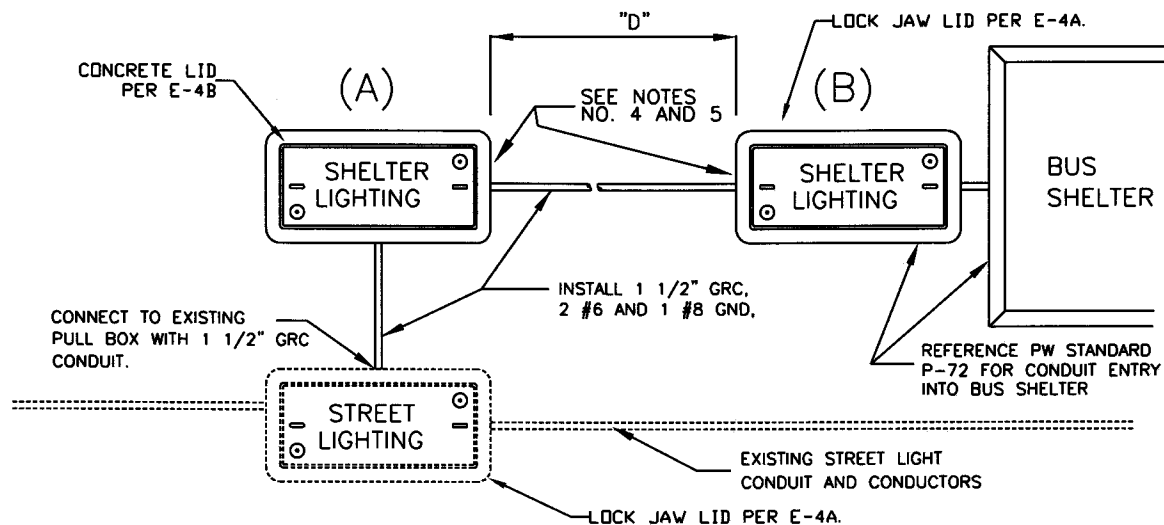 "D"
LOCK JAW LID PER E-4A.
CONCRETE LID
PER E-4B
(A)
SEE NOTES
NO. 4 AND 5
(B)
SHELTER
LIGHTING
SHELTER
LIGHTING
BUS
SHELTER
INSTALL 1 1/2" GRC,
2 #6 AND 1 #8 GND,
CONNECT TO EXISTING
PULL BOX WITH 1 1/2" GRC
CONDUIT.
REFERENCE PW STANDARD
P-72 FOR CONDUIT ENTRY
INTO BUS SHELTER
STREET
LIGHTING
EXISTING STREET LIGHT
CONDUIT AND CONDUCTORS
LOCK JAW LID PER E-4A.